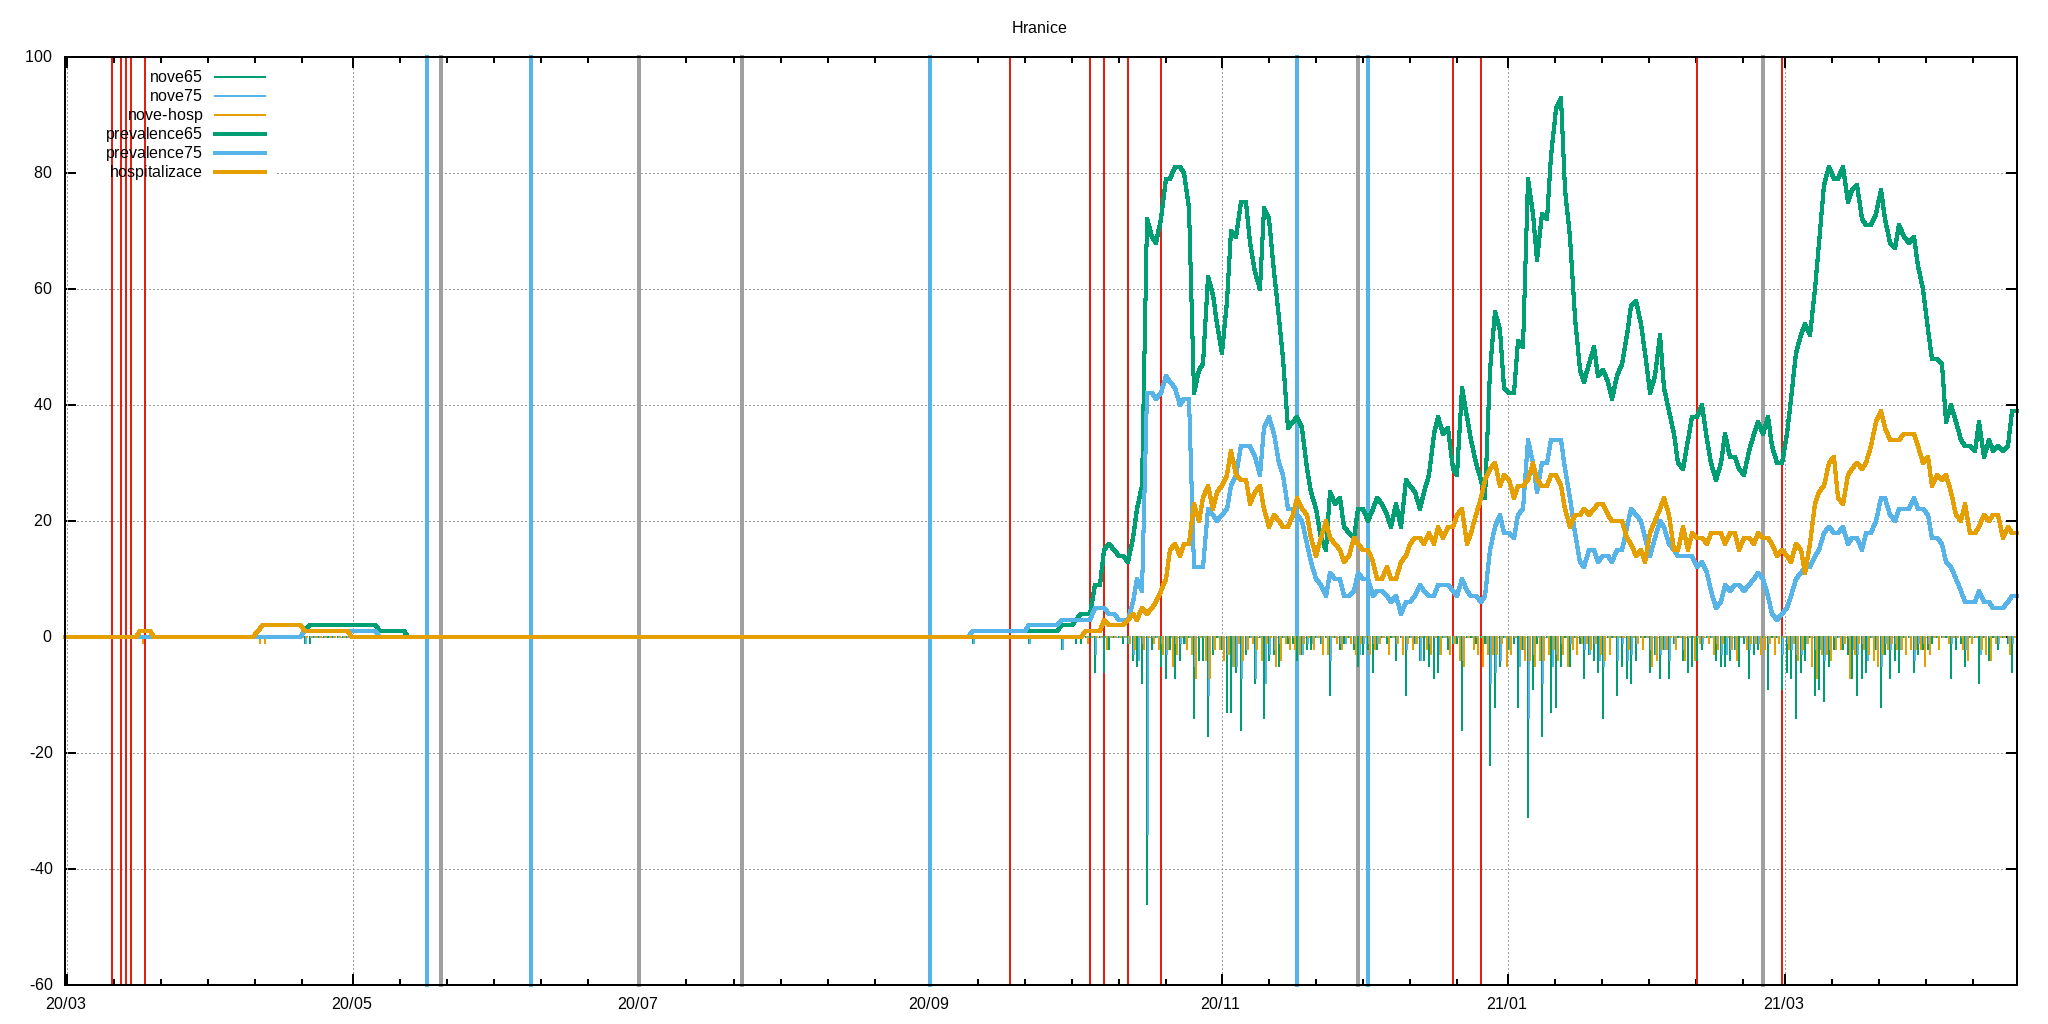 Hranice
100
80
60
40
20
0
-20
-40
-60
nove65
nove75
nove-hosp
prevalence65
prevalence75
hospitalizace
20/03 20/05 20/07 20/09 20/11 21/01 21/03